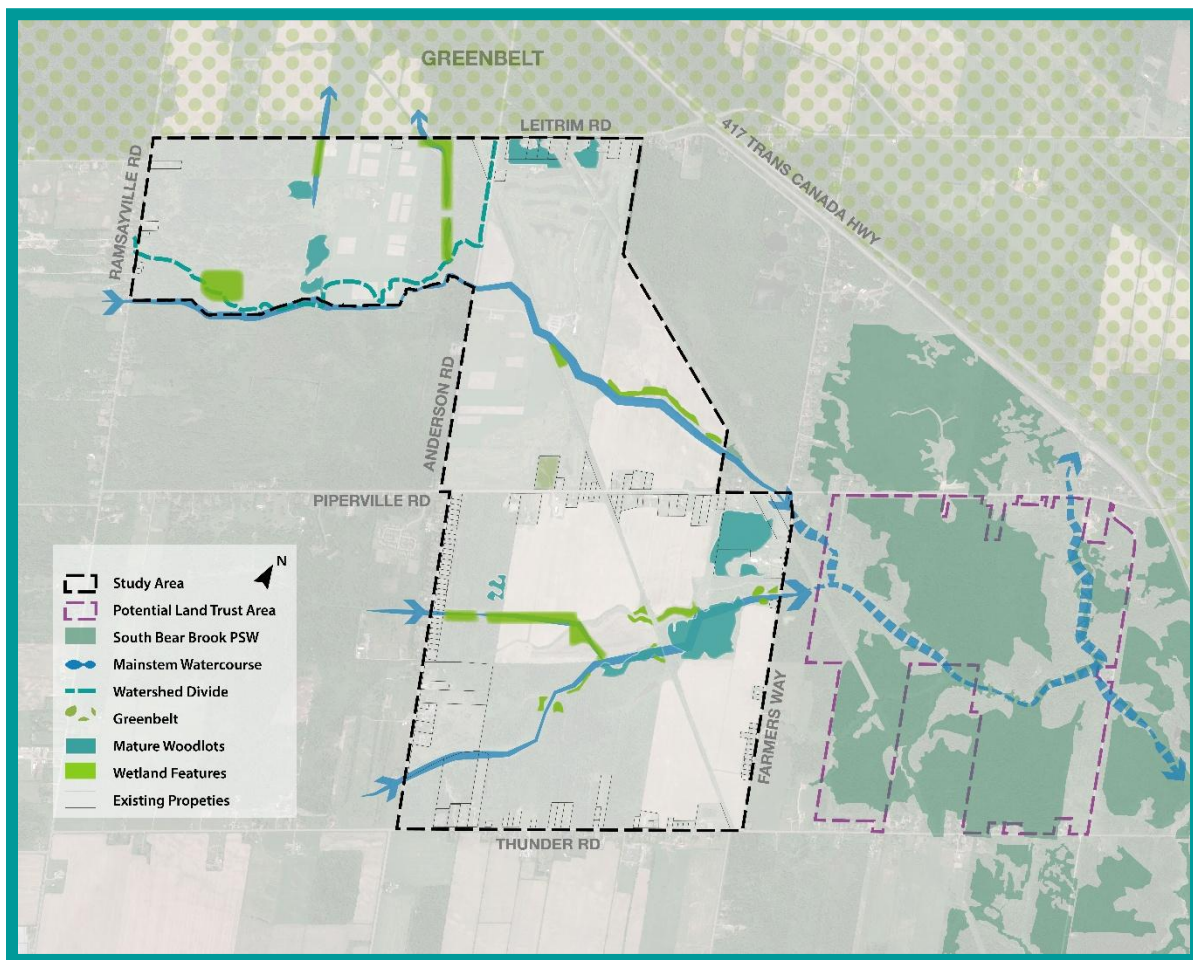 GREENBELT
LEITRIM RD
417 TRANS CANADA HWY
RAMSAYVILLE RD
ANDERSON RD
PIPERVILLE RD
FARMERS WAY
THUNDER RD
N
Study Area
Potential Land Trust Area
South Bear Brook PSW
Mainstem Watercourse
Watershed Divide
Greenbelt
Mature Woodlots
Wetland Features
Existing Propeties